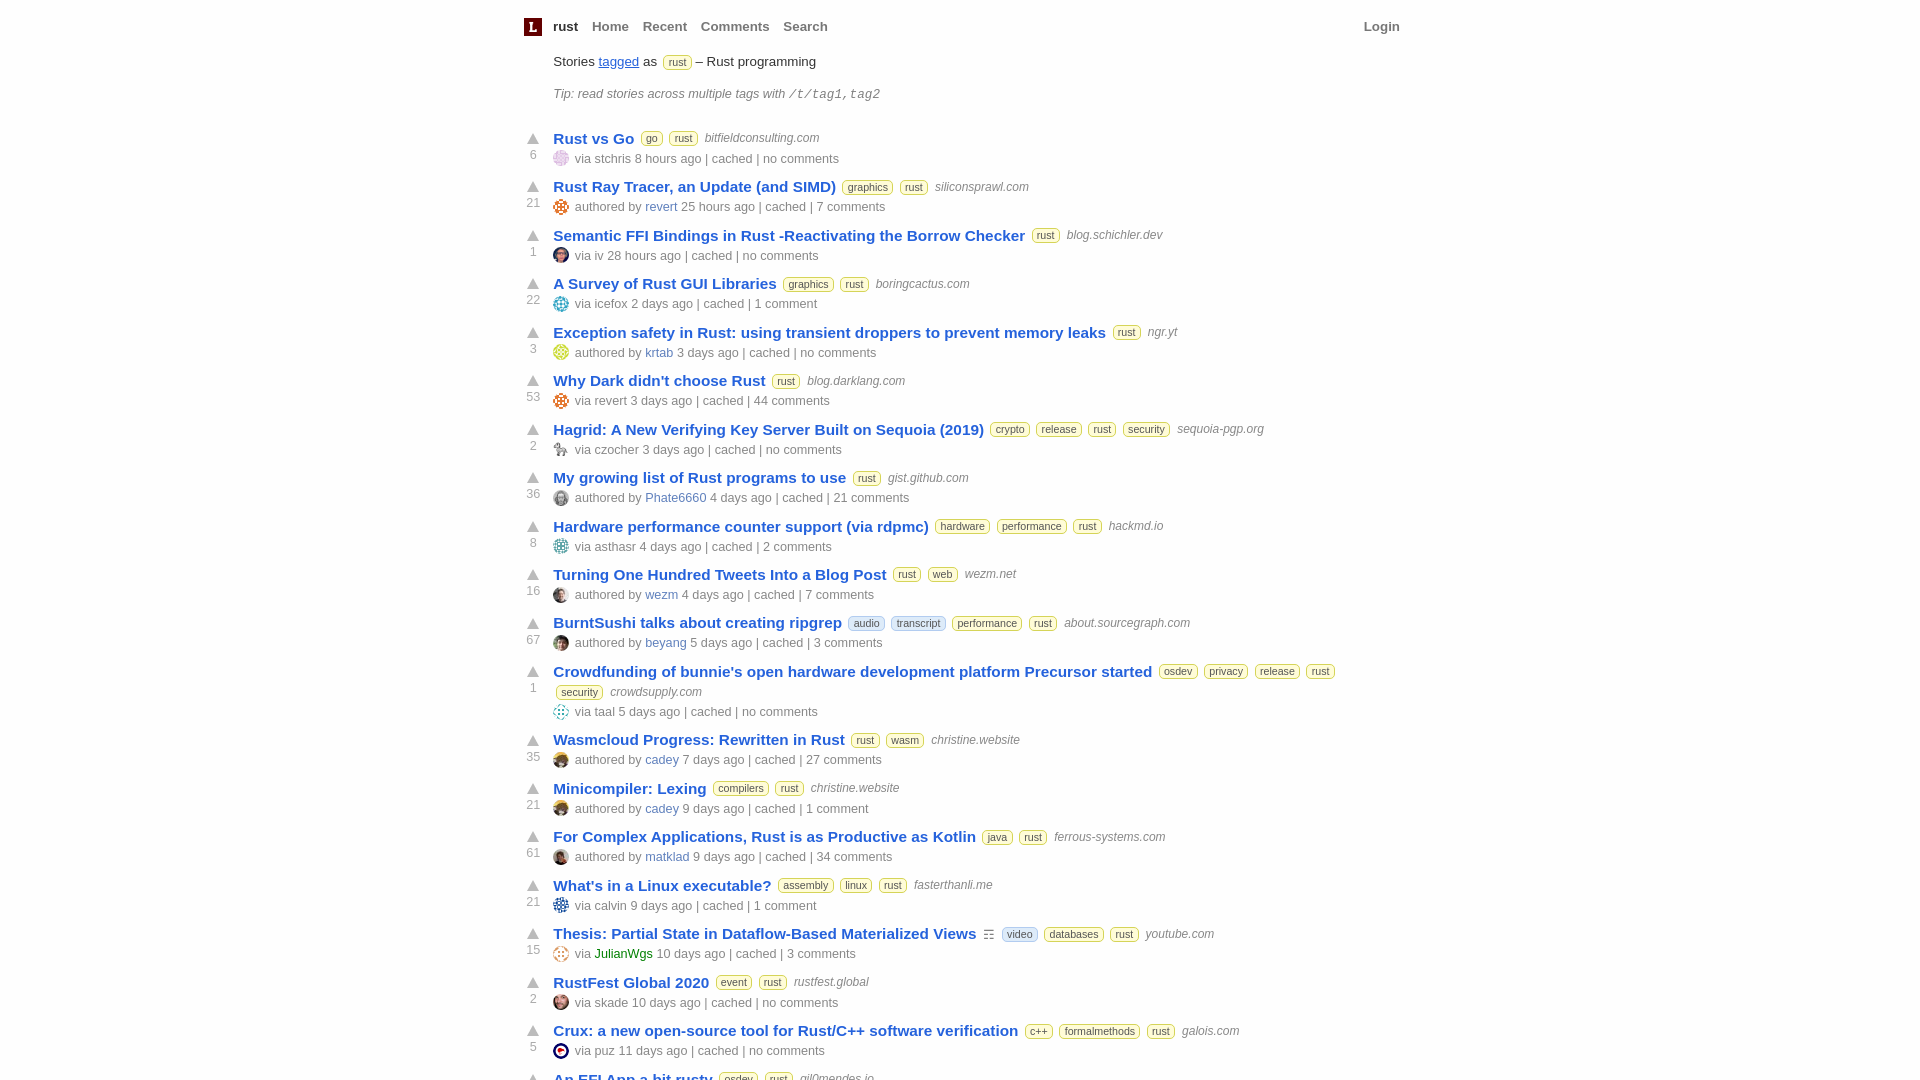 L rust Home Recent Comments Search Login
Stories tagged as rust – Rust programming
Tip: read stories across multiple tags with /t/tag1,tag2
Rust vs Go go rust bitfieldconsulting.com
6 via stchris 8 hours ago | cached | no comments
Rust Ray Tracer, an Update (and SIMD) graphics rust siliconsprawl.com
21 authored by revert 25 hours ago | cached | 7 comments
Semantic FFI Bindings in Rust -Reactivating the Borrow Checker rust blog.schichler.dev
1 via iv 28 hours ago | cached | no comments
A Survey of Rust GUI Libraries graphics rust boringcactus.com
22 via icefox 2 days ago | cached | 1 comment
Exception safety in Rust: using transient droppers to prevent memory leaks rust ngr.yt
3 authored by krtab 3 days ago | cached | no comments
Why Dark didn't choose Rust rust blog.darklang.com
53 via revert 3 days ago | cached | 44 comments
Hagrid: A New Verifying Key Server Built on Sequoia (2019) crypto release rust security sequoia-pgp.org
2 via czocher 3 days ago | cached | no comments
My growing list of Rust programs to use rust gist.github.com
36 authored by Phate6660 4 days ago | cached | 21 comments
Hardware performance counter support (via rdpmc) hardware performance rust hackmd.io
8 via asthasr 4 days ago | cached | 2 comments
Turning One Hundred Tweets Into a Blog Post rust web wezm.net
16 authored by wezm 4 days ago | cached | 7 comments
BurntSushi talks about creating ripgrep audio transcript performance rust about.sourcegraph.com
67 authored by beyang 5 days ago | cached | 3 comments
Crowdfunding of bunnie's open hardware development platform Precursor started osdev privacy release rust
1 security crowdsupply.com
via taal 5 days ago | cached | no comments
Wasmcloud Progress: Rewritten in Rust rust wasm christine.website
35 authored by cadey 7 days ago | cached | 27 comments
Minicompiler: Lexing compilers rust christine.website
21 authored by cadey 9 days ago | cached | 1 comment
For Complex Applications, Rust is as Productive as Kotlin java rust ferrous-systems.com
61 authored by matklad 9 days ago | cached | 34 comments
What's in a Linux executable? assembly linux rust fasterthanli.me
21 via calvin 9 days ago | cached | 1 comment
Thesis: Partial State in Dataflow-Based Materialized Views ☶ video databases rust youtube.com
15 via JulianWgs 10 days ago | cached | 3 comments
RustFest Global 2020 event rust rustfest.global
2 via skade 10 days ago | cached | no comments
Crux: a new open-source tool for Rust/C++ software verification c++ formalmethods rust galois.com
5 via puz 11 days ago | cached | no comments
An EFI App a bit rusty osdev rust gil0mendes.io